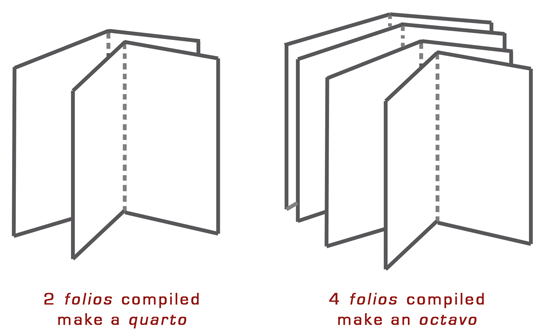 2 folios compiled
make a quarto
4 folios compiled
make an octavo